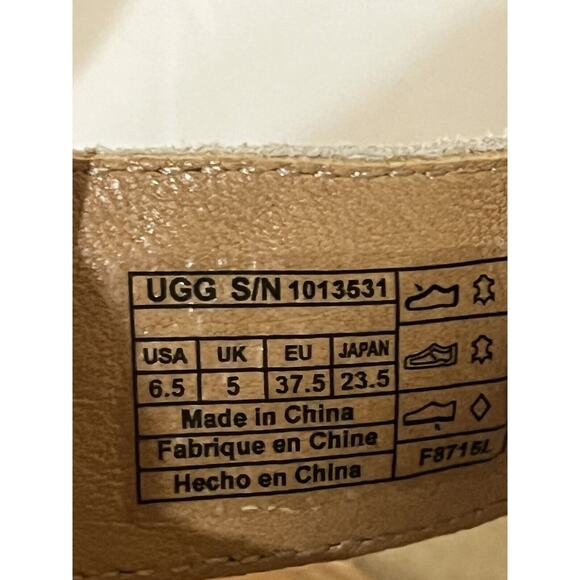 UGG S/N 1013531
USA UK EU JAPAN
6.5 5 37.5 23.5
Made in China
Fabrique en Chine
Hecho en China
F8715L